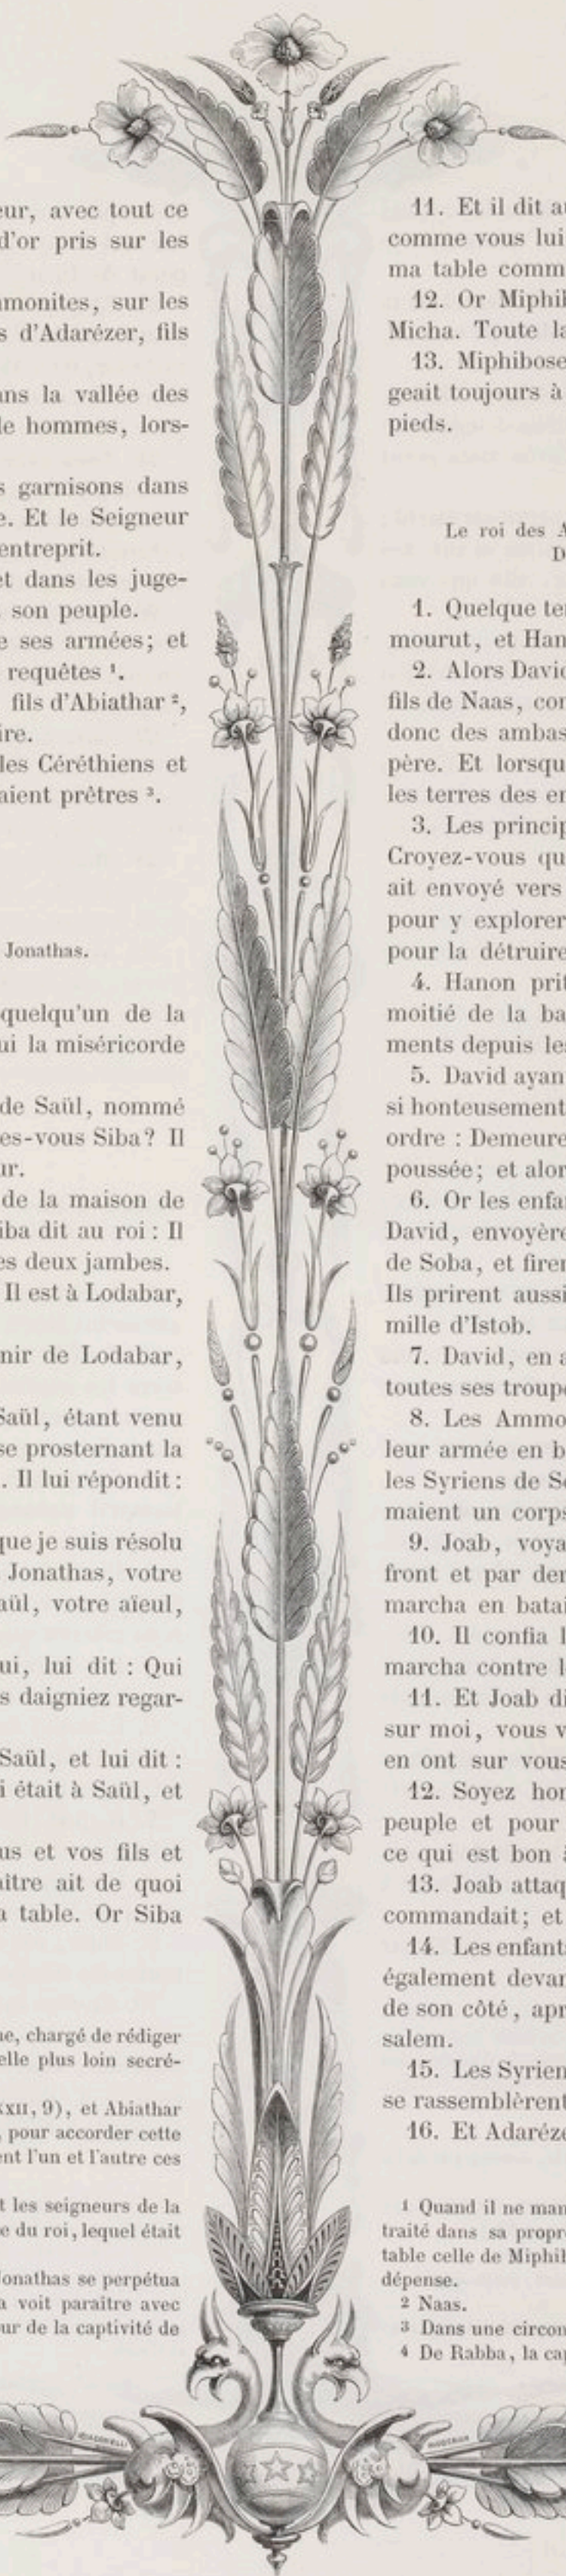 eur, avec tout ce
d'or pris sur les
mmonites, sur les
s d'Adarézer, fils
ans la vallée des
le hommes, lors-
s garnisons dans
e. Et le Seigneur
entreprit.
et dans les juge-
son peuple.
e ses armées; et
requêtes ¹.
fils d'Abiathar ²,
ire.
les Céréthiens et
aient prêtres ³.
Jonathas.
quelqu'un de la
ui la miséricorde
de Saül, nommé
es-vous Siba? Il
ur.
de la maison de
iba dit au roi : Il
es deux jambes.
Il est à Lodabar,
nir de Lodabar,
Saül, étant venu
se prosternant la
. Il lui répondit :
que je suis résolu
Jonathas, votre
aül, votre aïeul,
ui, lui dit : Qui
s daigniez regar-
Saül, et lui dit :
i était à Saül, et
us et vos fils et
aître ait de quoi
a table. Or Siba
ne, chargé de rédiger
elle plus loin secré-
xxii, 9), et Abiathar
, pour accorder cette
ent l'un et l'autre ces
t les seigneurs de la
e du roi, lequel était
Jonathas se perpétua
a voit paraître avec
ur de la captivité de
11. Et il dit au
comme vous lui
ma table comm
12. Or Miphib
Micha. Toute la
13. Miphibose
geait toujours à
pieds.
Le roi des A
D
1. Quelque ten
mourut, et Han
2. Alors David
fils de Naas, con
donc des ambas
père. Et lorsqu
les terres des en
3. Les princip
Croyez-vous qu
ait envoyé vers
pour y explorer
pour la détruire
4. Hanon prit
moitié de la ba
ments depuis les
5. David ayan
si honteusement
ordre : Demeure
poussée; et alor
6. Or les enfa
David, envoyère
de Soba, et firen
Ils prirent aussi
mille d'Istob.
7. David, en a
toutes ses troupe
8. Les Ammo
leur armée en b
les Syriens de So
maient un corps
9. Joab, voya
front et par der
marcha en batai
10. Il confia l
marcha contre l
11. Et Joab di
sur moi, vous v
en ont sur vous
12. Soyez hom
peuple et pour
ce qui est bon à
13. Joab attaq
commandait; et
14. Les enfants
également devan
de son côté, apr
salem.
15. Les Syrien
se rassemblèrent
16. Et Adaréze
1 Quand il ne man
traité dans sa propre
table celle de Miphib
dépense.
2 Naas.
3 Dans une circon
4 De Rabba, la cap
GIACOMELLI